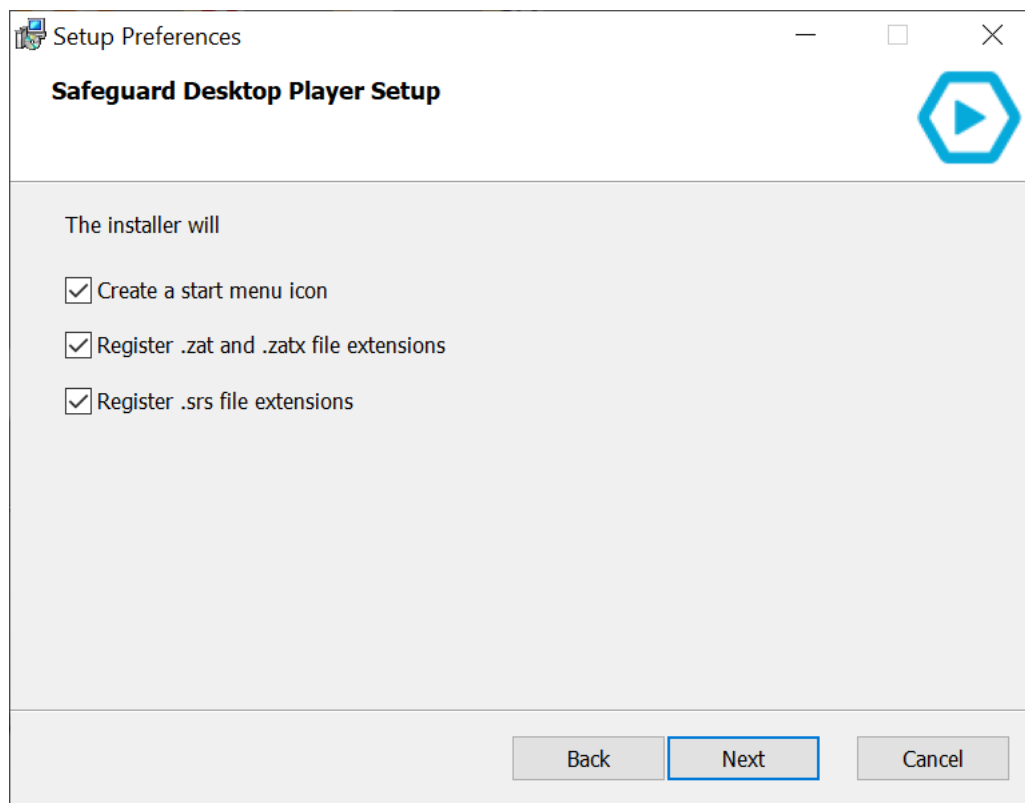 Setup Preferences
Safeguard Desktop Player Setup
The installer will
Create a start menu icon
Register .zat and .zatx file extensions
Register .srs file extensions
Back Next Cancel